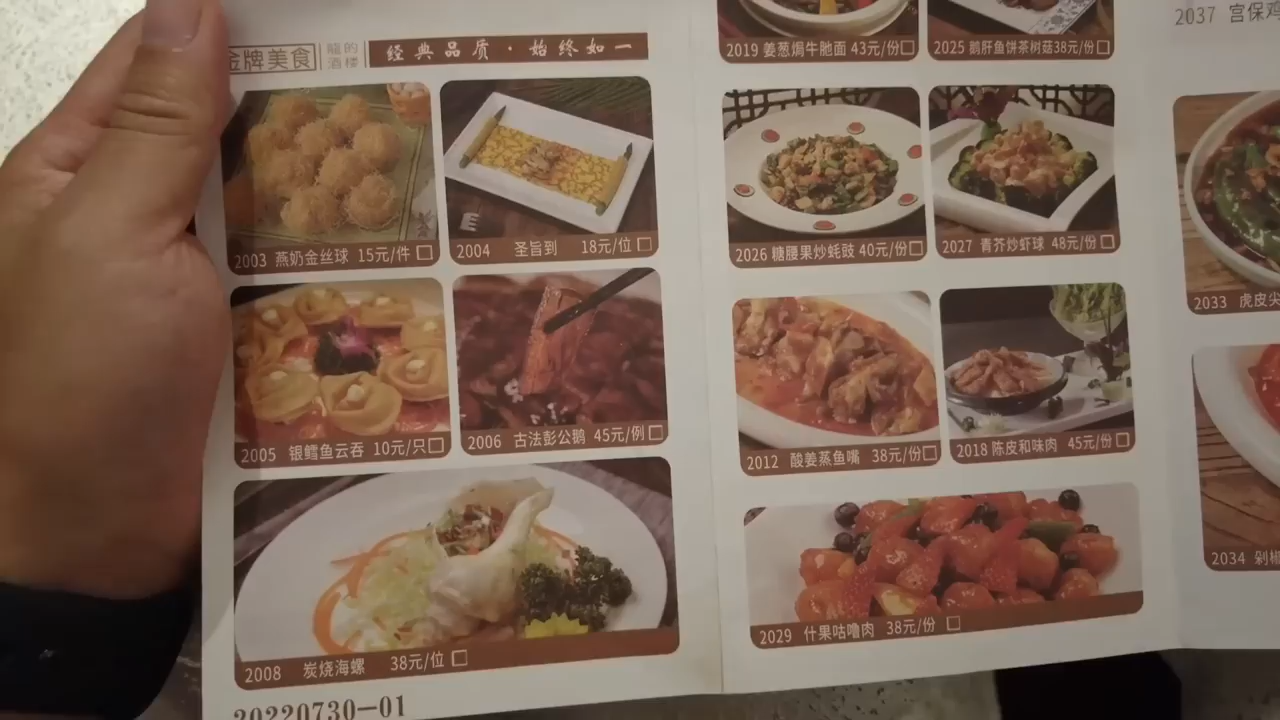 金牌美食
龍的
酒楼
经典品质·始终如一
2003 燕奶金丝球 15元/件
2004 圣旨到 18元/位
2005 银鳕鱼云吞 10元/只
2006 古法彭公鹅 45元/例
2008 炭烧海螺 38元/位
20220730-01
2019 姜葱焗牛脷面 43元/份
2025 鹅肝鱼饼茶树菇38元/份
2026 糖腰果炒蚝豉 40元/份
2027 青芥炒虾球 48元/份
2012 酸姜蒸鱼嘴 38元/份
2018 陈皮和味肉 45元/份
2029 什果咕噜肉 38元/份
2037 宫保鸡
2033 虎皮尖
2034 剁椒